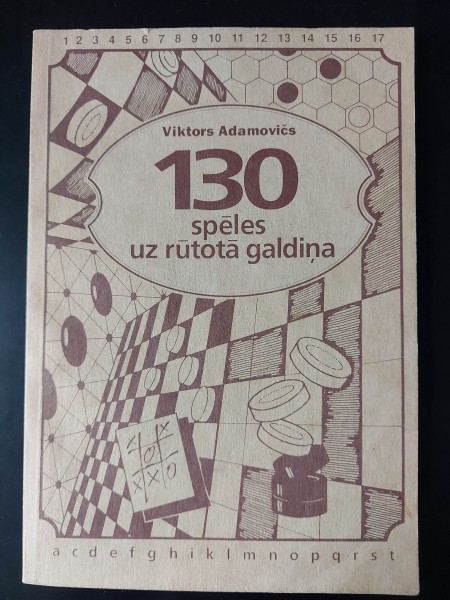 1 2 3 4 5 6 7 8 9 10 11 12 13 14 15 16 17
Viktors Adamovičs
130
spēles
uz rūtotā galdiņa
X X
O
X X O
a c d e f g h i k l m n o p q r s t